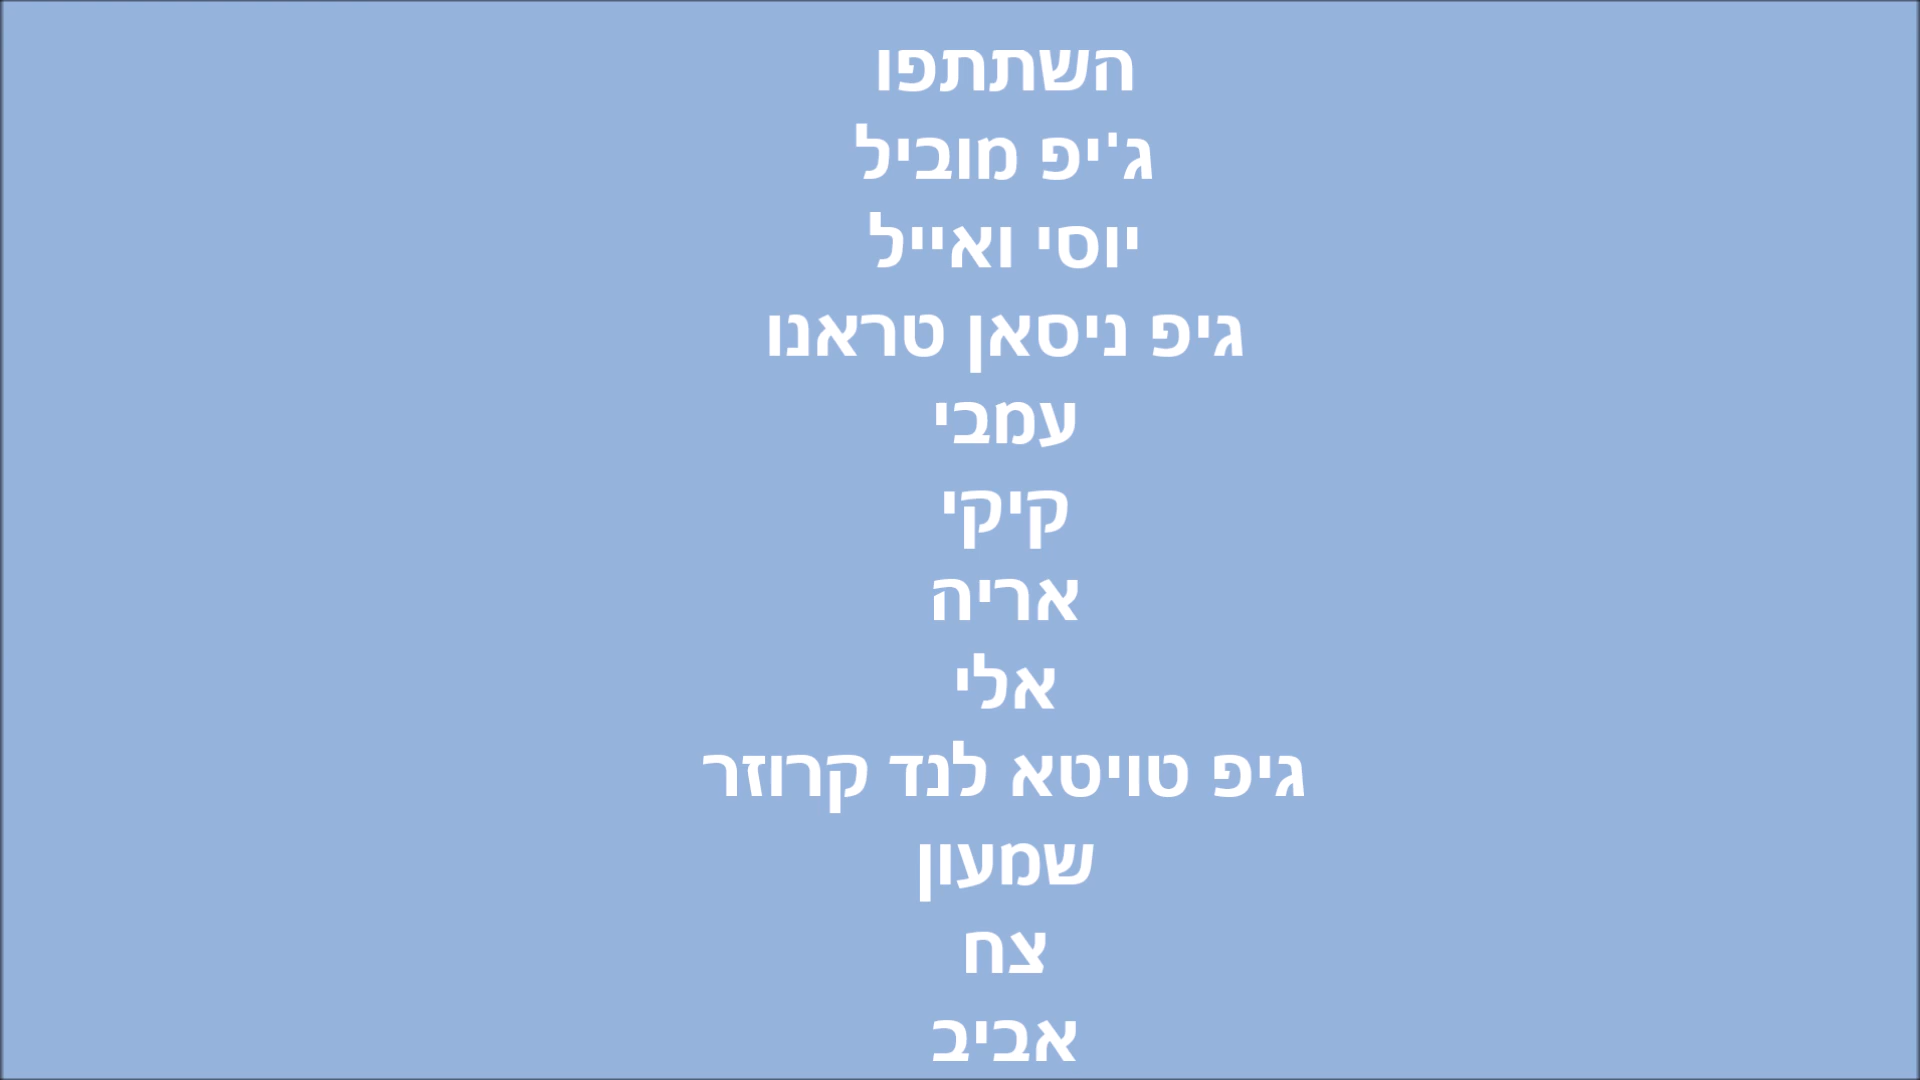 השתתפו
ג'יפ מוביל
יוסי ואייל
גיפ ניסאן טראנו
עמבי
קיקי
אריה
אלי
גיפ טויטא לנד קרוזר
שמעון
צח
אביב